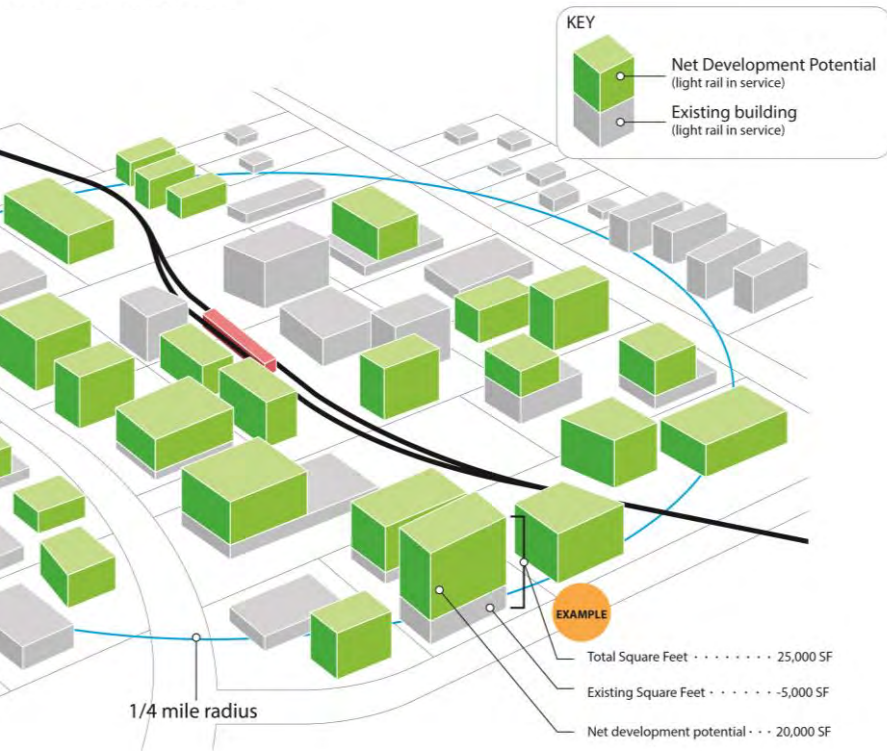 KEY
Net Development Potential
(light rail in service)
Existing building
(light rail in service)
EXAMPLE
Total Square Feet · · · · · · · · 25,000 SF
Existing Square Feet · · · · · · -5,000 SF
Net development potential · · · 20,000 SF
1/4 mile radius